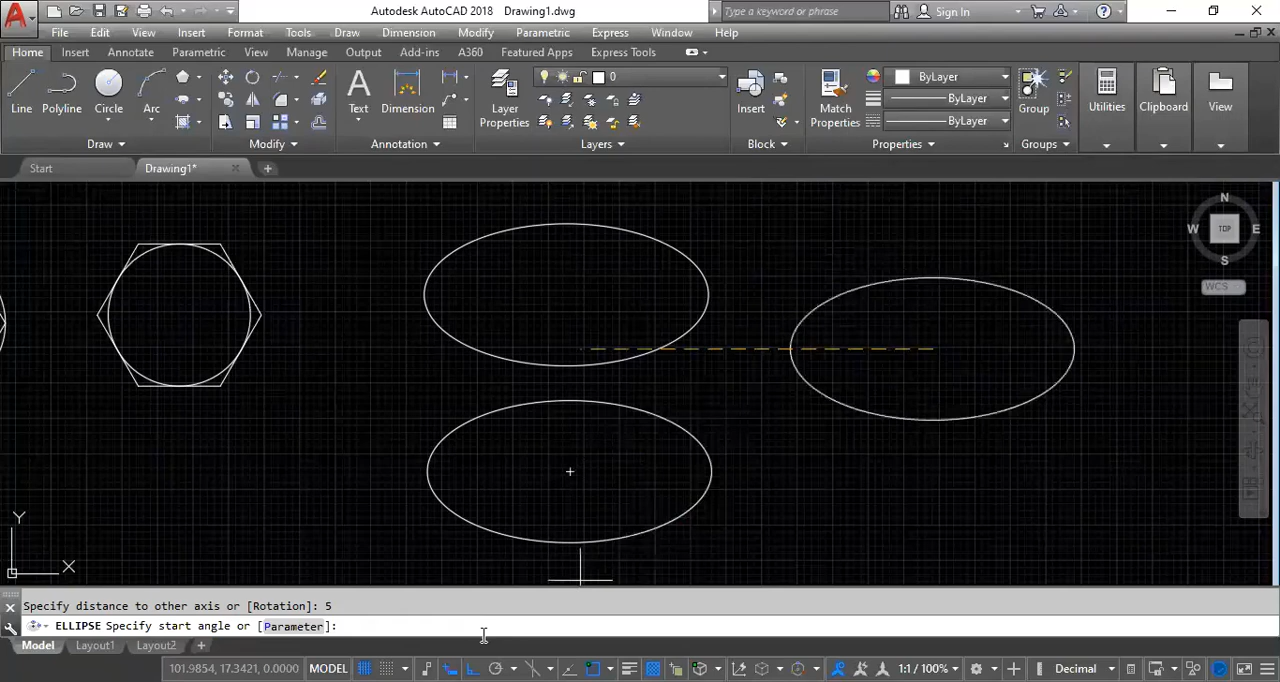 Autodesk AutoCAD 2018 Drawing1.dwg
Type a keyword or phrase
Sign In
File Edit View Insert Format Tools Draw Dimension Modify Parametric Express Window Help
Home Insert Annotate Parametric View Manage Output Add-ins A360 Featured Apps Express Tools
0
ByLayer
ByLayer
ByLayer
Line Polyline Circle Arc
Text Dimension
Layer
Properties
Insert
Match
Properties
Group
Utilities
Clipboard
View
Draw
Modify
Annotation
Layers
Block
Properties
Groups
Start
Drawing1*
N
W
TOP
E
S
WCS
Y
X
Specify distance to other axis or [Rotation]: 5
ELLIPSE Specify start angle or [Parameter]:
Model Layout1 Layout2
101.9854, 17.3421, 0.0000
MODEL
1:1 / 100%
Decimal